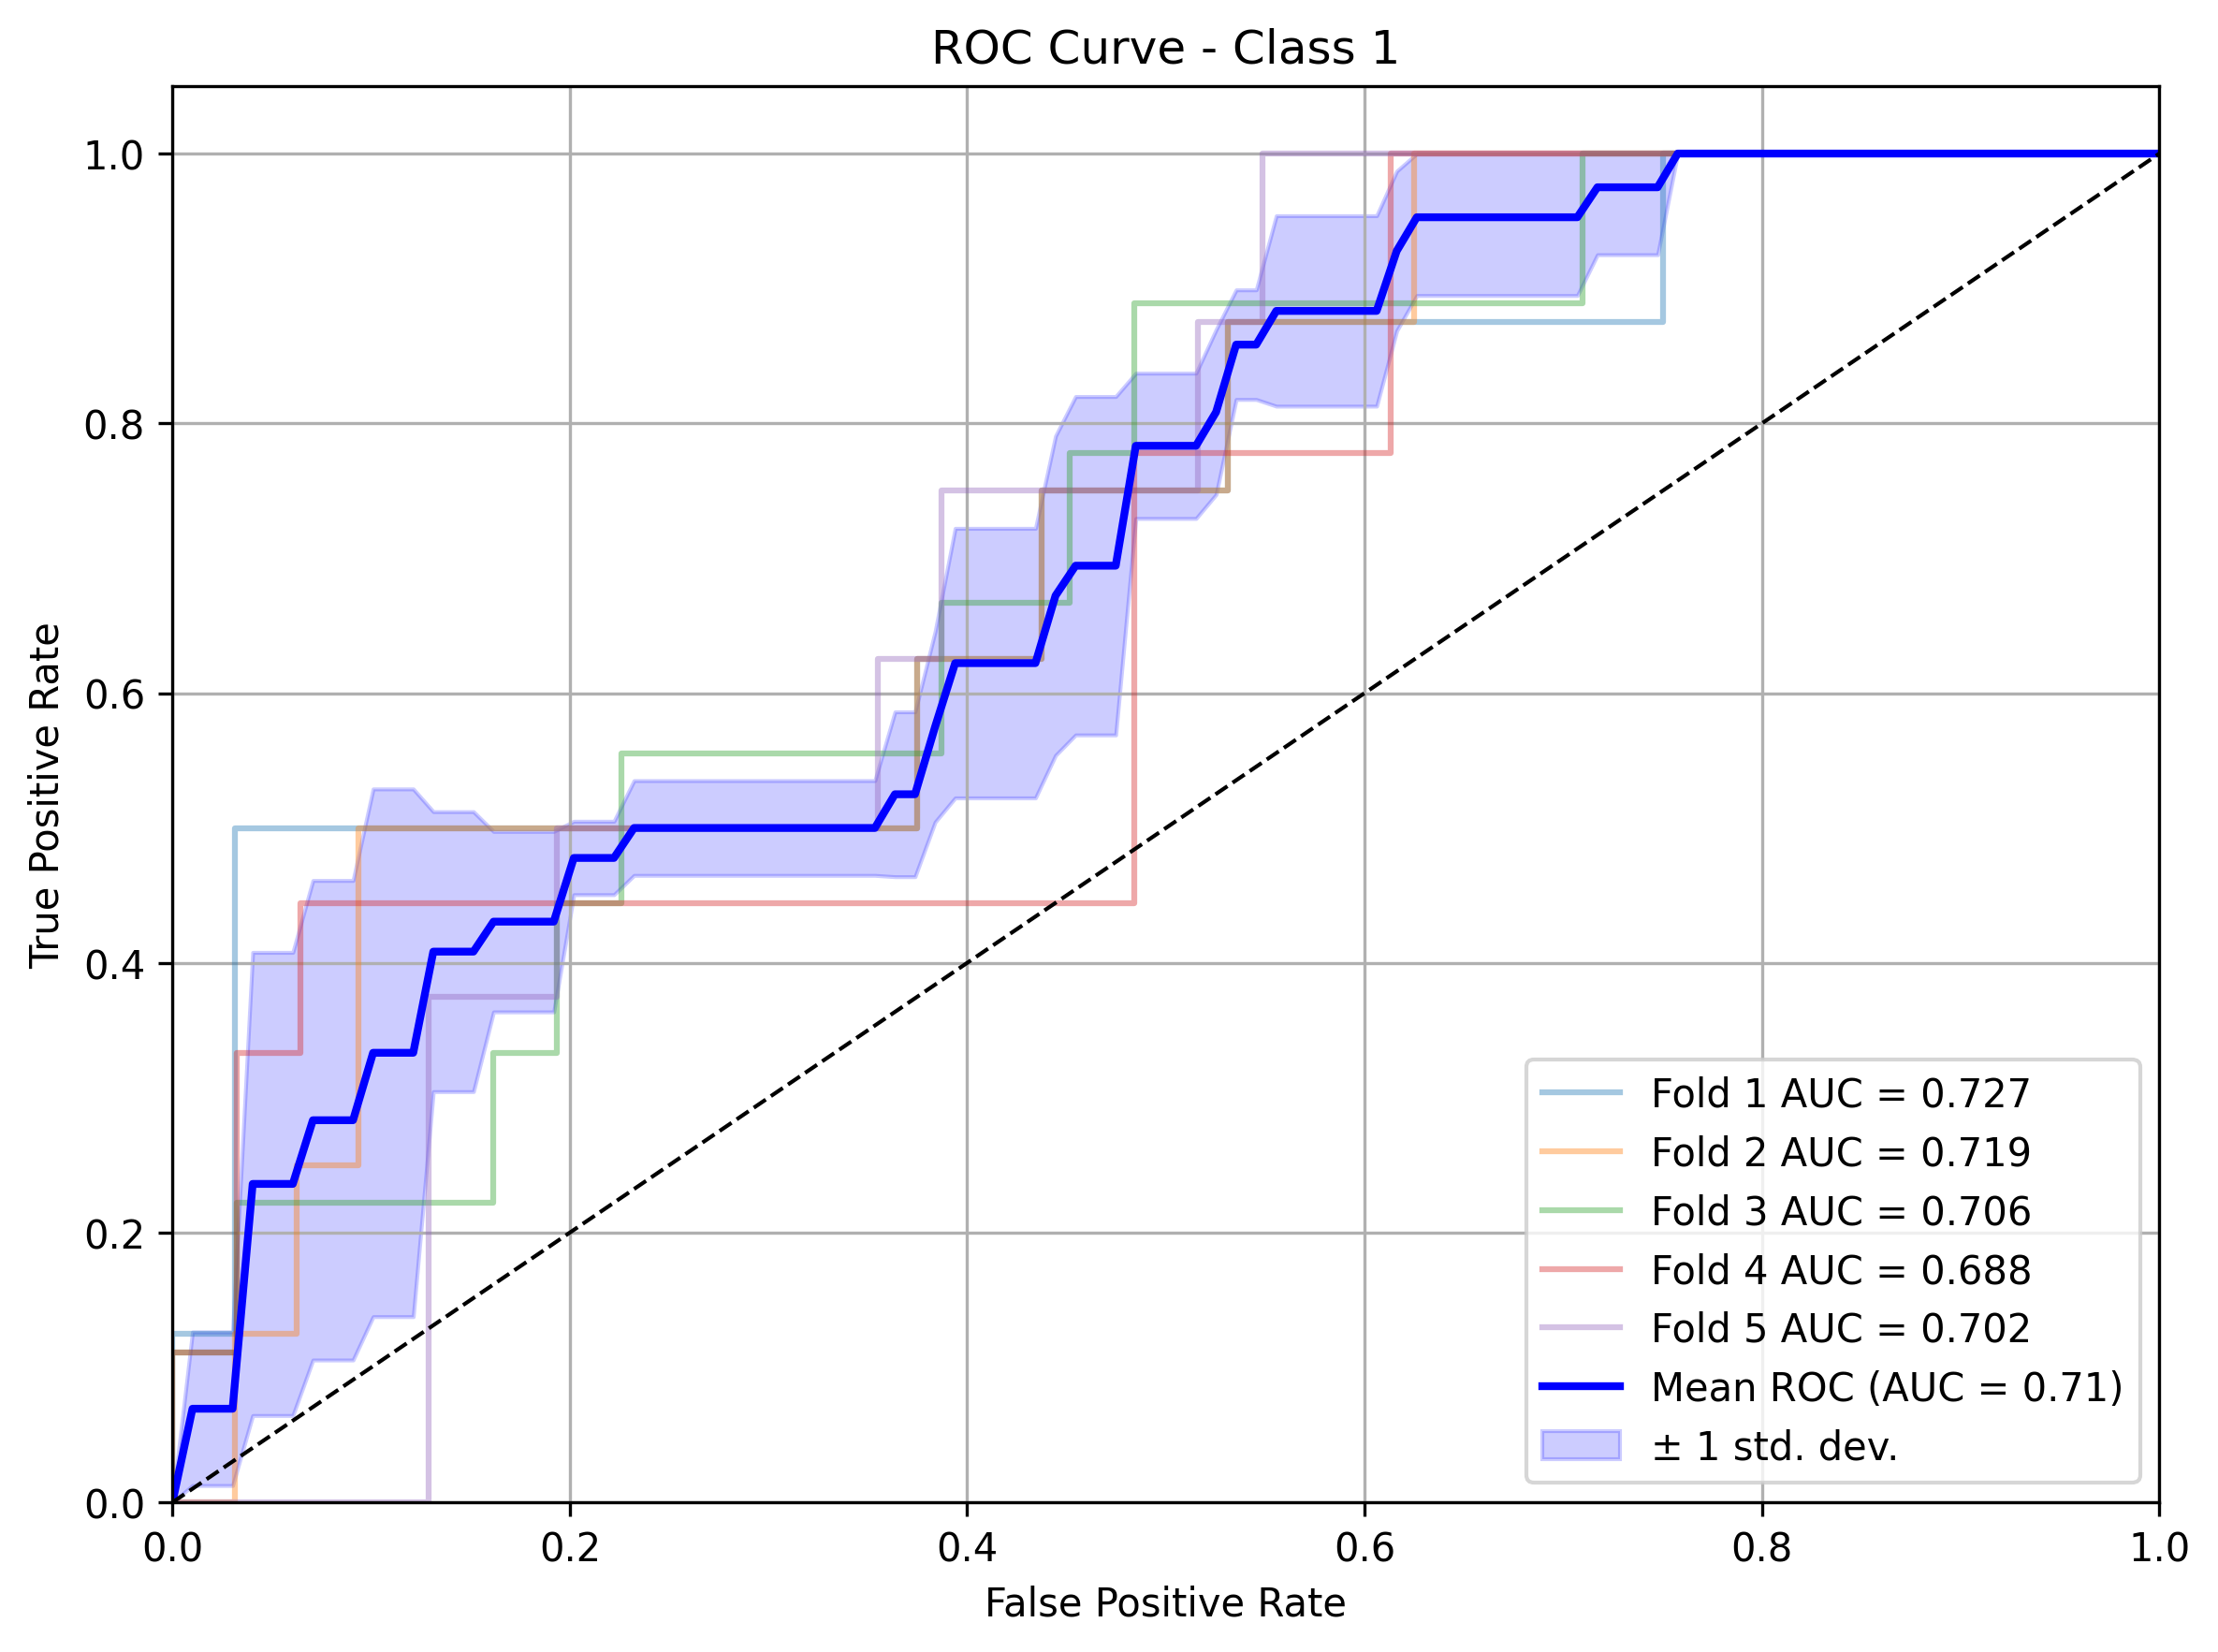 ROC Curve - Class 1
True Positive Rate
1.0
0.8
0.6
0.4
0.2
0.0
0.0 0.2 0.4 0.6 0.8 1.0
False Positive Rate
Fold 1 AUC = 0.727
Fold 2 AUC = 0.719
Fold 3 AUC = 0.706
Fold 4 AUC = 0.688
Fold 5 AUC = 0.702
Mean ROC (AUC = 0.71)
± 1 std. dev.